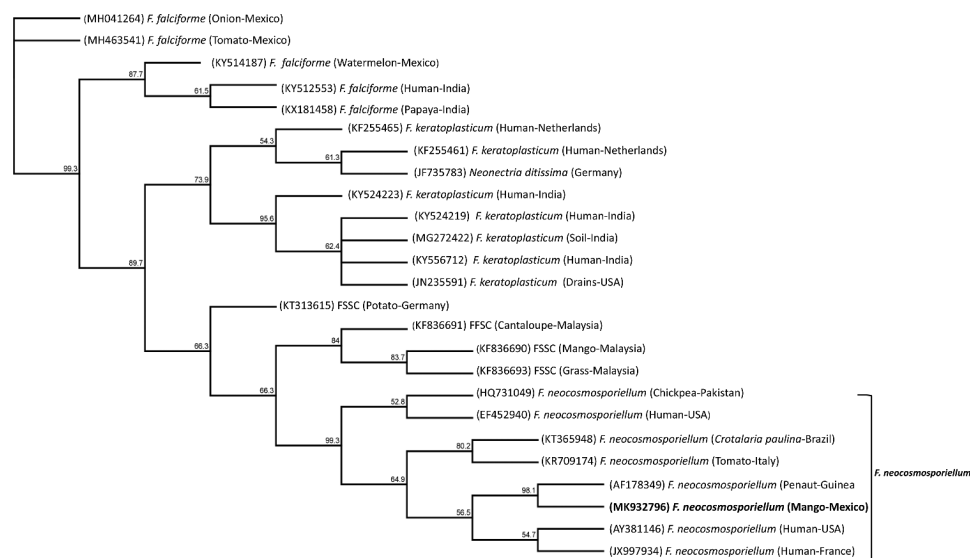 (MH041264) F. falciforme (Onion-Mexico)
(MH463541) F. falciforme (Tomato-Mexico)
(KY514187) F. falciforme (Watermelon-Mexico)
87.7
(KY512553) F. falciforme (Human-India)
61.5
(KX181458) F. falciforme (Papaya-India)
(KF255465) F. keratoplasticum (Human-Netherlands)
54.3
(KF255461) F. keratoplasticum (Human-Netherlands)
61.3
99.3
(JF735783) Neonectria ditissima (Germany)
73.9
(KY524223) F. keratoplasticum (Human-India)
95.6
(KY524219) F. keratoplasticum (Human-India)
(MG272422) F. keratoplasticum (Soil-India)
62.4
(KY556712) F. keratoplasticum (Human-India)
89.7
(JN235591) F. keratoplasticum (Drains-USA)
(KT313615) FSSC (Potato-Germany)
(KF836691) FFSC (Cantaloupe-Malaysia)
84
66.3
(KF836690) FSSC (Mango-Malaysia)
83.7
(KF836693) FSSC (Grass-Malaysia)
66.3
(HQ731049) F. neocosmosporiellum (Chickpea-Pakistan)
52.8
(EF452940) F. neocosmosporiellum (Human-USA)
99.3
(KT365948) F. neocosmosporiellum (Crotalaria paulina-Brazil)
80.2
(KR709174) F. neocosmosporiellum (Tomato-Italy)
F. neocosmosporiellum
64.9
(AF178349) F. neocosmosporiellum (Penaut-Guinea
98.1
(MK932796) F. neocosmosporiellum (Mango-Mexico)
56.5
(AY381146) F. neocosmosporiellum (Human-USA)
54.7
(JX997934) F. neocosmosporiellum (Human-France)